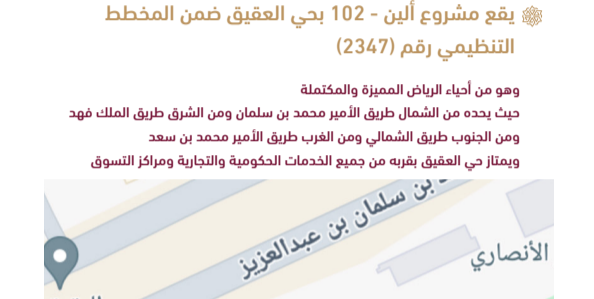 يقع مشروع ألين - 102 بحي العقيق ضمن المخطط
التنظيمي رقم (2347)
وهو من أحياء الرياض المميزة والمكتملة
حيث يحده من الشمال طريق الأمير محمد بن سلمان ومن الشرق طريق الملك فهد
ومن الجنوب طريق الشمالي ومن الغرب طريق الأمير محمد بن سعد
ويمتاز حي العقيق بقربه من جميع الخدمات الحكومية والتجارية ومراكز التسوق
بن سلمان بن عبدالعزيز
الأنصاري